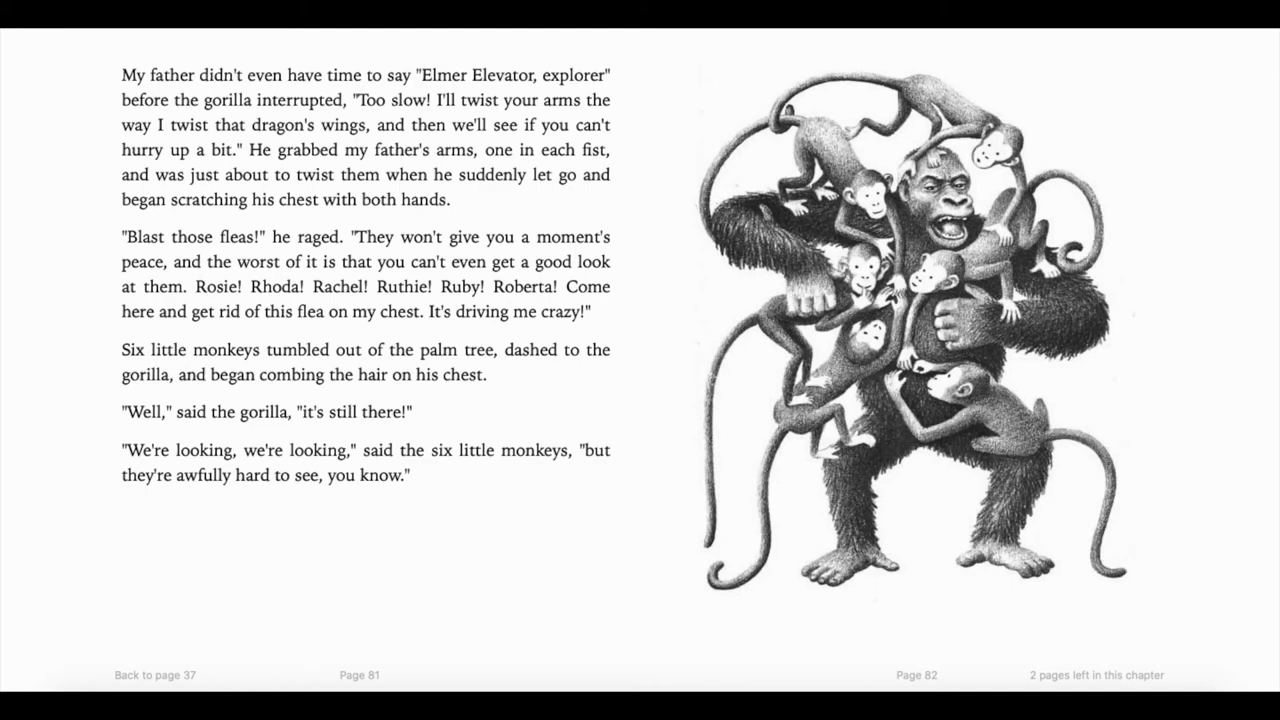 My father didn't even have time to say "Elmer Elevator, explorer"
before the gorilla interrupted, "Too slow! I'll twist your arms the
way I twist that dragon's wings, and then we'll see if you can't
hurry up a bit." He grabbed my father's arms, one in each fist,
and was just about to twist them when he suddenly let go and
began scratching his chest with both hands.
"Blast those fleas!" he raged. "They won't give you a moment's
peace, and the worst of it is that you can't even get a good look
at them. Rosie! Rhoda! Rachel! Ruthie! Ruby! Roberta! Come
here and get rid of this flea on my chest. It's driving me crazy!"
Six little monkeys tumbled out of the palm tree, dashed to the
gorilla, and began combing the hair on his chest.
"Well," said the gorilla, "it's still there!"
"We're looking, we're looking," said the six little monkeys, "but
they're awfully hard to see, you know."
Back to page 37
Page 81
Page 82
2 pages left in this chapter